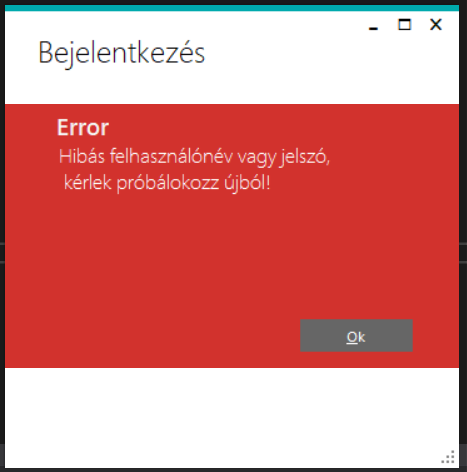 Bejelentkezés
Error
Hibás felhasználónév vagy jelszó,
kérlek próbálokozz újból!
Ok